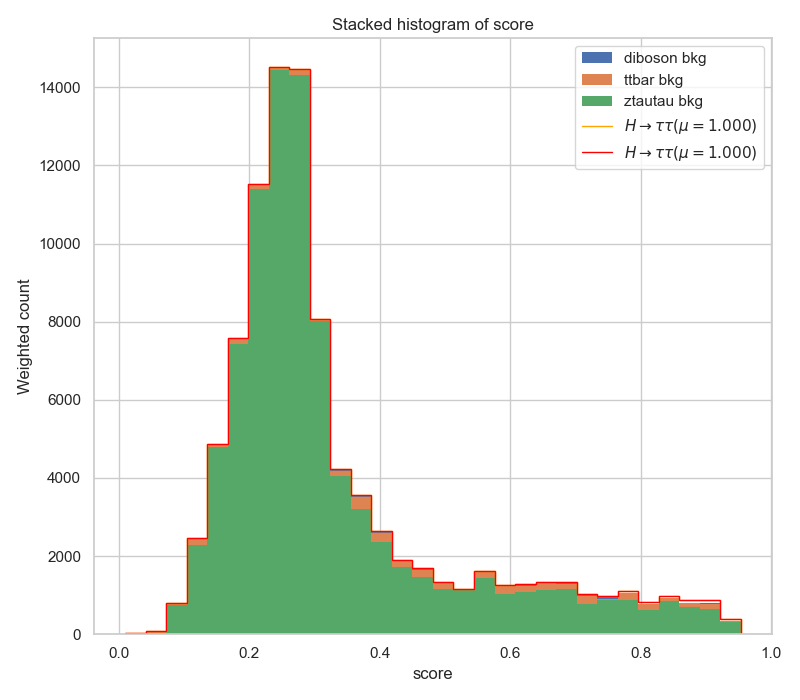 Stacked histogram of score
diboson bkg
ttbar bkg
ztautau bkg
H → ττ(μ = 1.000)
H → ττ(μ = 1.000)
14000
12000
10000
8000
6000
4000
2000
0
Weighted count
0.0 0.2 0.4 0.6 0.8 1.0
score